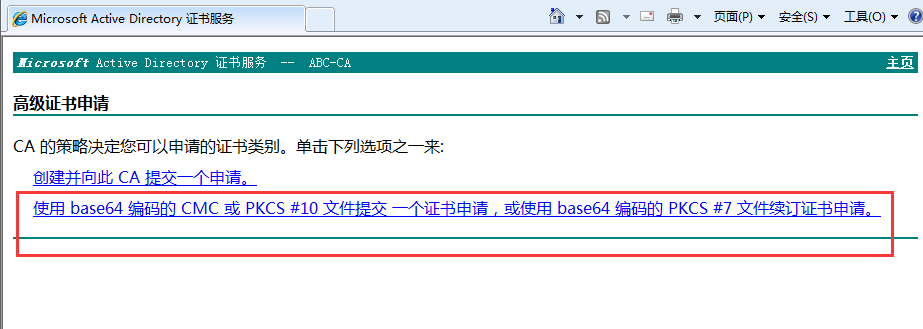 Microsoft Active Directory 证书服务
页面(P) 安全(S) 工具(O)
Microsoft Active Directory 证书服务 -- ABC-CA 主页
高级证书申请
CA 的策略决定您可以申请的证书类别。单击下列选项之一来:
创建并向此 CA 提交一个申请。
使用 base64 编码的 CMC 或 PKCS #10 文件提交 一个证书申请，或使用 base64 编码的 PKCS #7 文件续订证书申请。